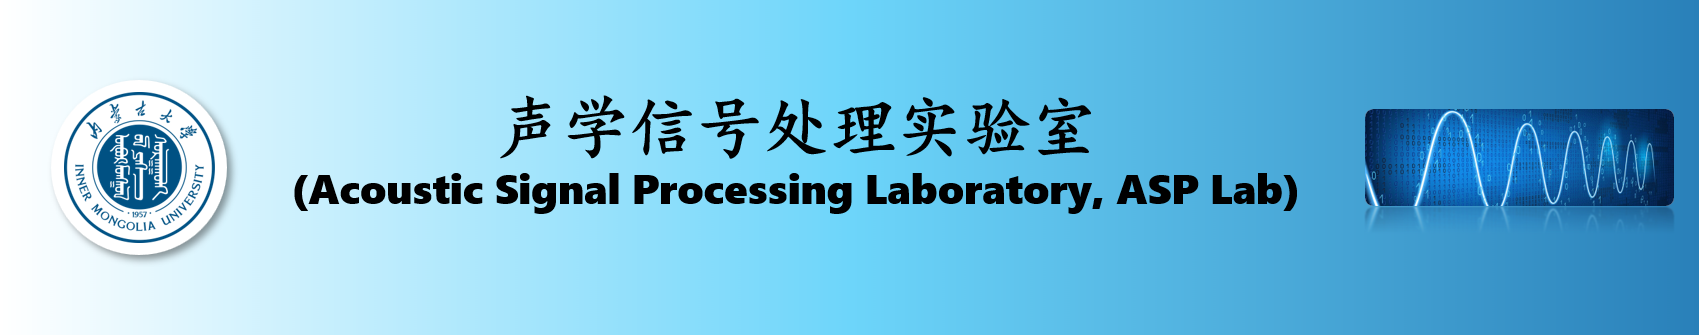 内蒙古大学
INNER MONGOLIA UNIVERSITY
·1957·
声学信号处理实验室
(Acoustic Signal Processing Laboratory, ASP Lab)